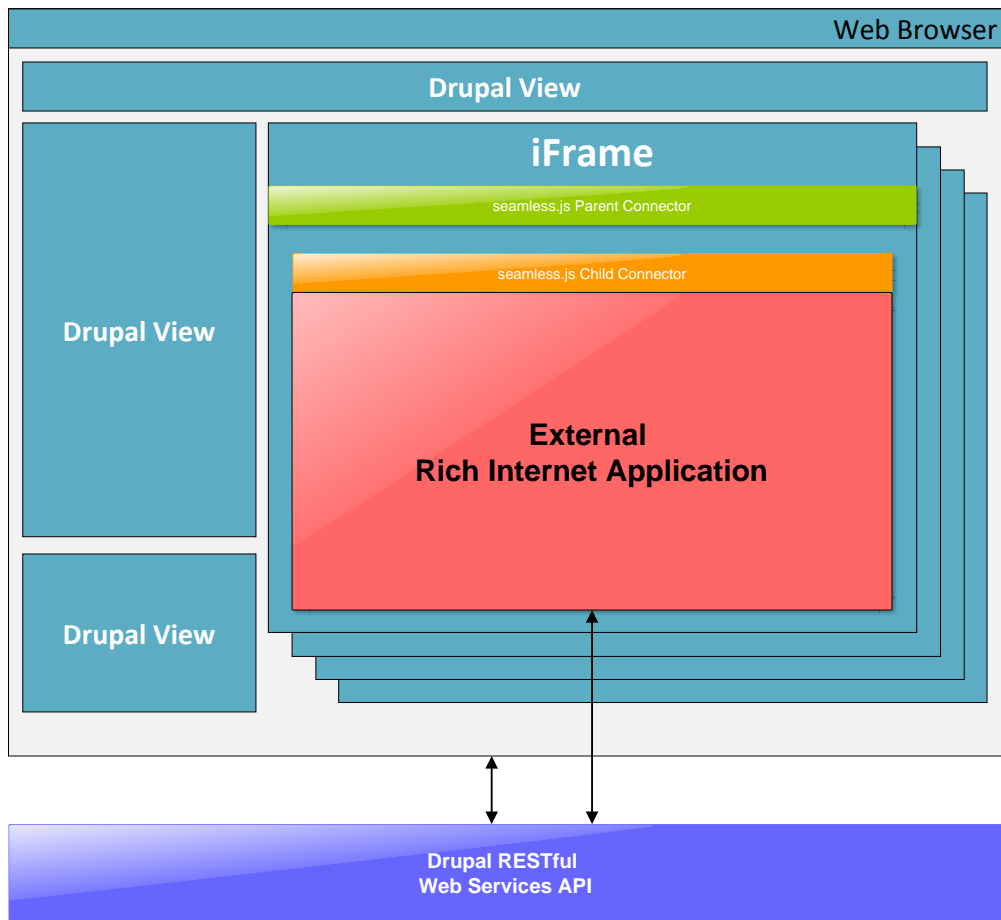 Web Browser
Drupal View
iFrame
seamless.js Parent Connector
seamless.js Child Connector
Drupal View
External
Rich Internet Application
Drupal View
Drupal RESTful
Web Services API